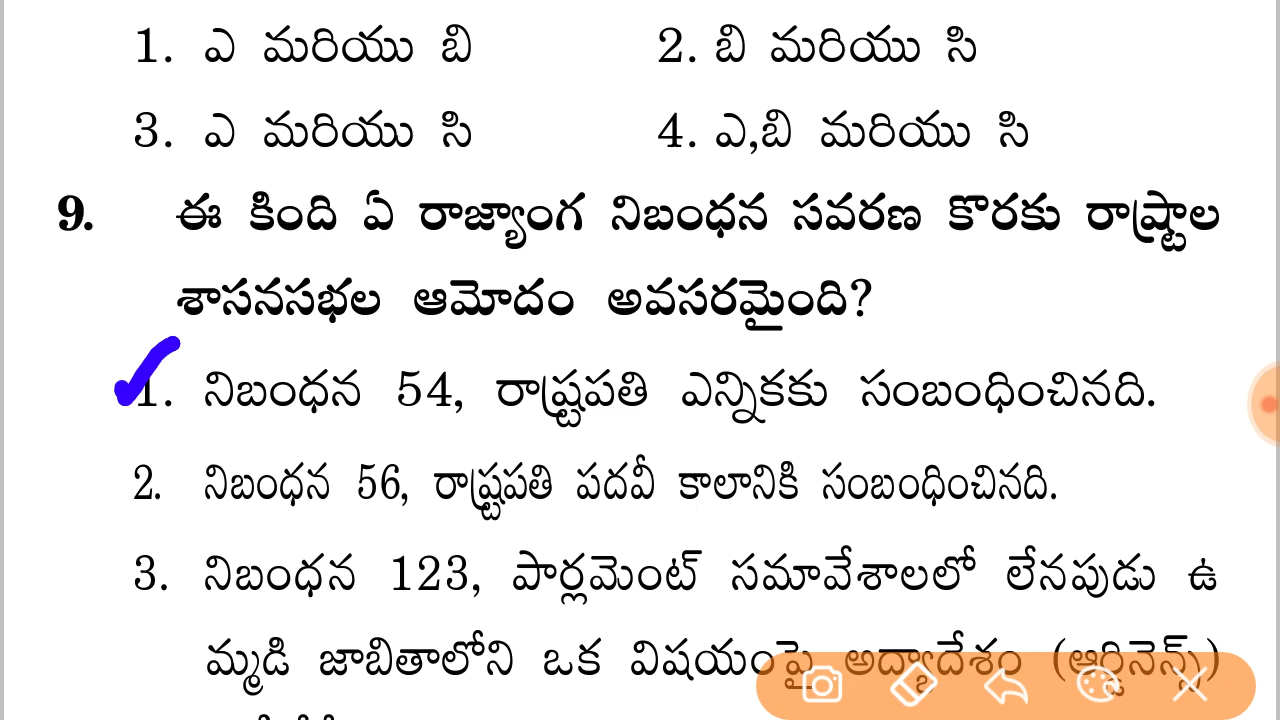 1. ఎ మరియు బి 2. బి మరియు సి
3. ఎ మరియు సి 4. ఎ,బి మరియు సి
9. ఈ కింది ఏ రాజ్యాంగ నిబంధన సవరణ కొరకు రాష్ట్రాల
శాసనసభల ఆమోదం అవసరమైంది?
1. నిబంధన 54, రాష్ట్రపతి ఎన్నికకు సంబంధించినది.
2. నిబంధన 56, రాష్ట్రపతి పదవీ కాలానికి సంబంధించినది.
3. నిబంధన 123, పార్లమెంట్ సమావేశాలలో లేనపుడు ఉ
మ్మడి జాబితాలోని ఒక విషయంపై అధ్యాదేశం (ఆర్డినెన్స్)